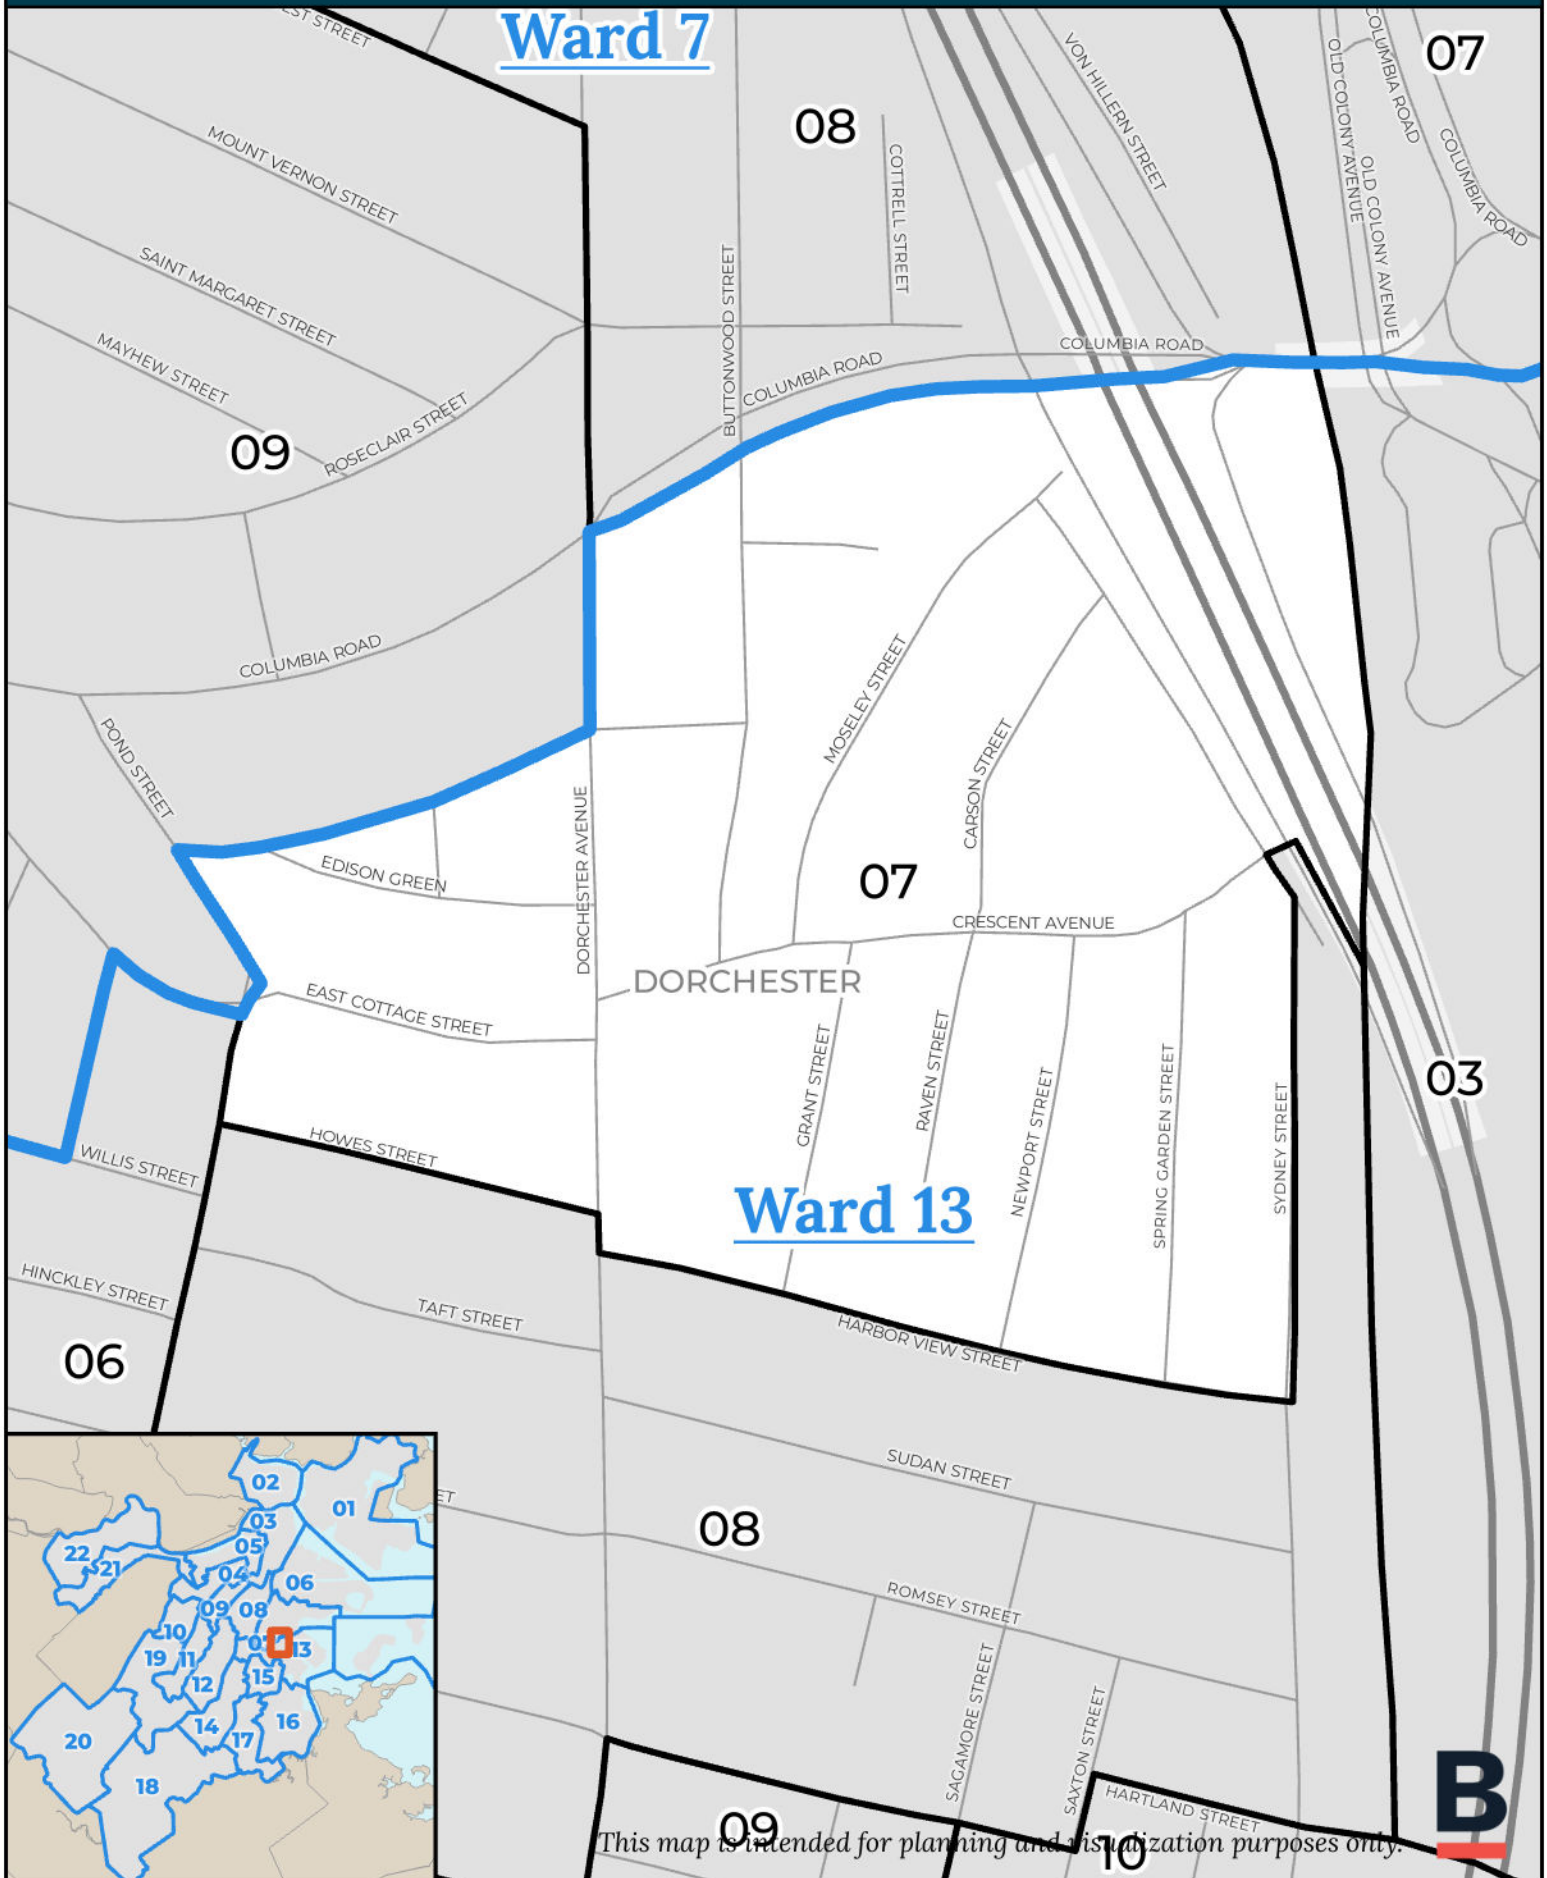 EST STREET
Ward 7
VON HILLERN STREET
OLD COLONY AVENUE
COLUMBIA ROAD
07
08
MOUNT VERNON STREET
COTTRELL STREET
OLD COLONY AVENUE
COLUMBIA ROAD
SAINT MARGARET STREET
BUTTONWOOD STREET
MAYHEW STREET
COLUMBIA ROAD
COLUMBIA ROAD
ROSECLAIR STREET
09
COLUMBIA ROAD
MOSELEY STREET
POND STREET
CARSON STREET
DORCHESTER AVENUE
EDISON GREEN
07
CRESCENT AVENUE
DORCHESTER
EAST COTTAGE STREET
GRANT STREET
RAVEN STREET
NEWPORT STREET
SPRING GARDEN STREET
SYDNEY STREET
03
HOWES STREET
WILLIS STREET
Ward 13
HINCKLEY STREET
TAFT STREET
HARBOR VIEW STREET
06
SUDAN STREET
ET
08
ROMSEY STREET
SAGAMORE STREET
SAXTON STREET
HARTLAND STREET
09
10
This map is intended for planning and visualization purposes only.
B
02
01
03
05
22
21
04
06
09
08
10
07
13
19
11
12
15
14
16
17
20
18